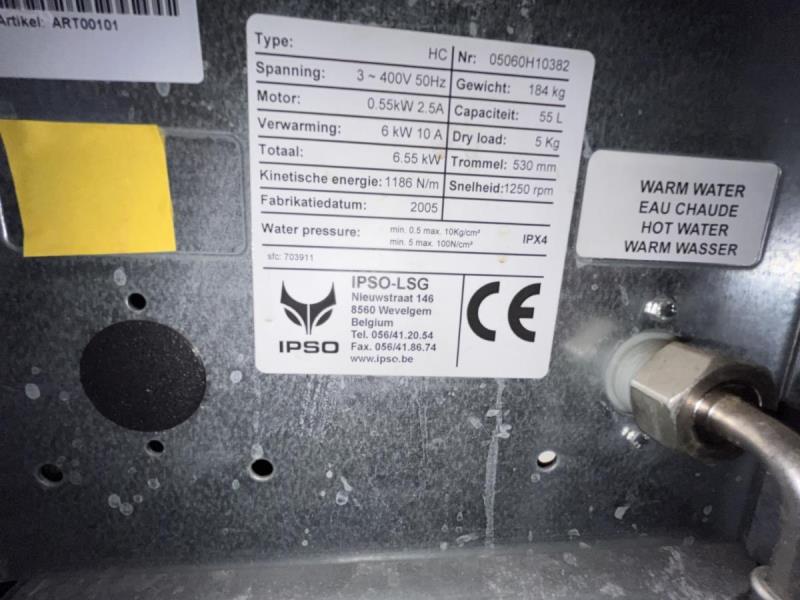 Artikel: ART00101
Type: HC Nr: 05060H10382
Spanning: 3 ~ 400V 50Hz Gewicht: 184 kg
Motor: 0.55kW 2.5A Capaciteit: 55 L
Verwarming: 6 kW 10 A Dry load: 5 Kg
Totaal: 6.55 kW Trommel: 530 mm
Kinetische energie: 1186 N/m Snelheid: 1250 rpm
Fabrikatiedatum: 2005
Water pressure: min. 0.5 max. 10Kg/cm² IPX4
min. 5 max. 100N/cm²
sfc: 703911
IPSO
IPSO-LSG
Nieuwstraat 146
8560 Wevelgem
Belgium
Tel. 056/41.20.54
Fax. 056/41.86.74
www.ipso.be
CE
WARM WATER
EAU CHAUDE
HOT WATER
WARM WASSER